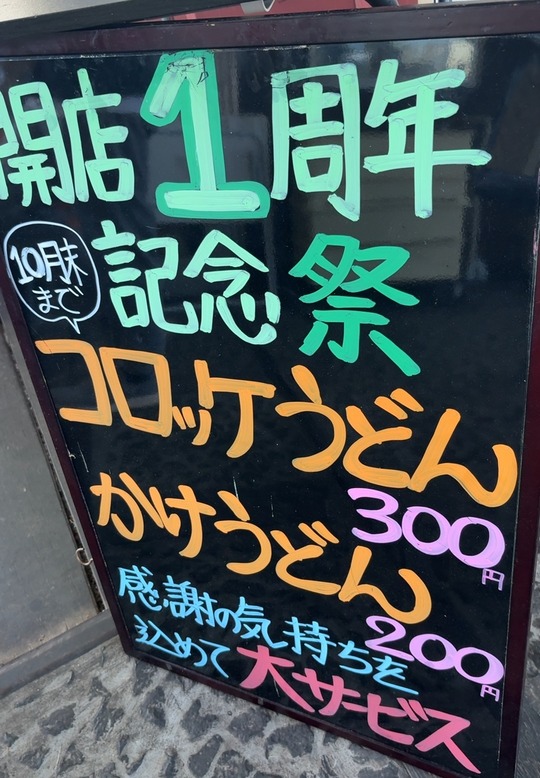 開店1周年
10月末
まで
記念祭
コロッケうどん
300円
かけうどん
200円
感謝の気持ちを
込めて大サービス